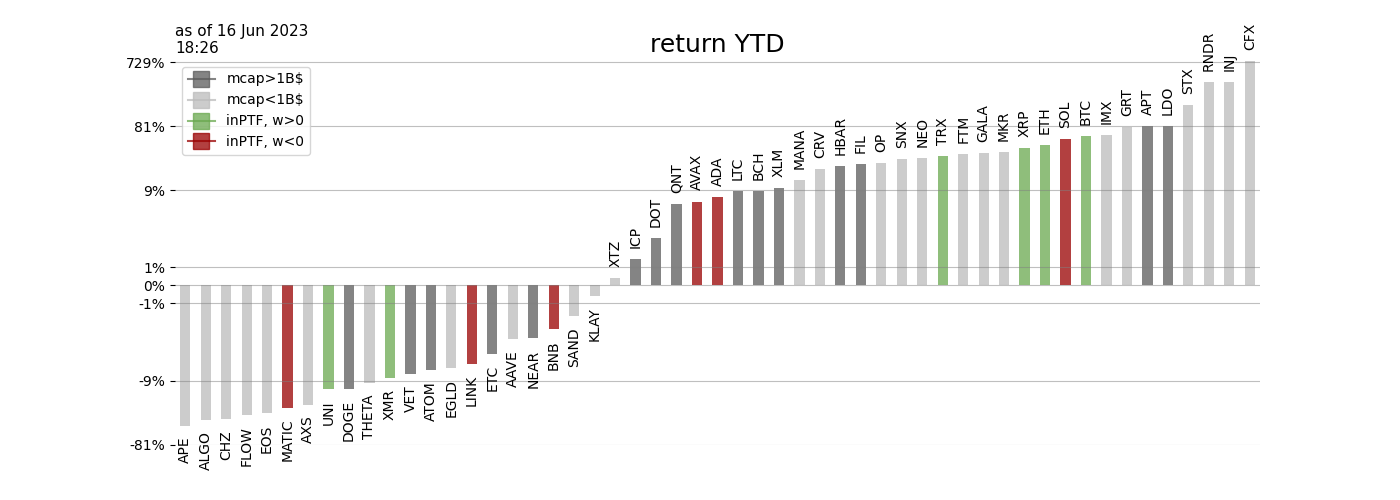 as of 16 Jun 2023
18:26
return YTD
mcap>1B$
mcap<1B$
inPTF, w>0
inPTF, w<0
729%
81%
9%
1%
0%
-1%
-9%
-81%
APE
ALGO
CHZ
FLOW
EOS
MATIC
AXS
UNI
DOGE
THETA
XMR
VET
ATOM
EGLD
LINK
ETC
AAVE
NEAR
BNB
SAND
KLAY
XTZ
ICP
DOT
QNT
AVAX
ADA
LTC
BCH
XLM
MANA
CRV
HBAR
FIL
OP
SNX
NEO
TRX
FTM
GALA
MKR
XRP
ETH
SOL
BTC
IMX
GRT
APT
LDO
STX
RNDR
INJ
CFX